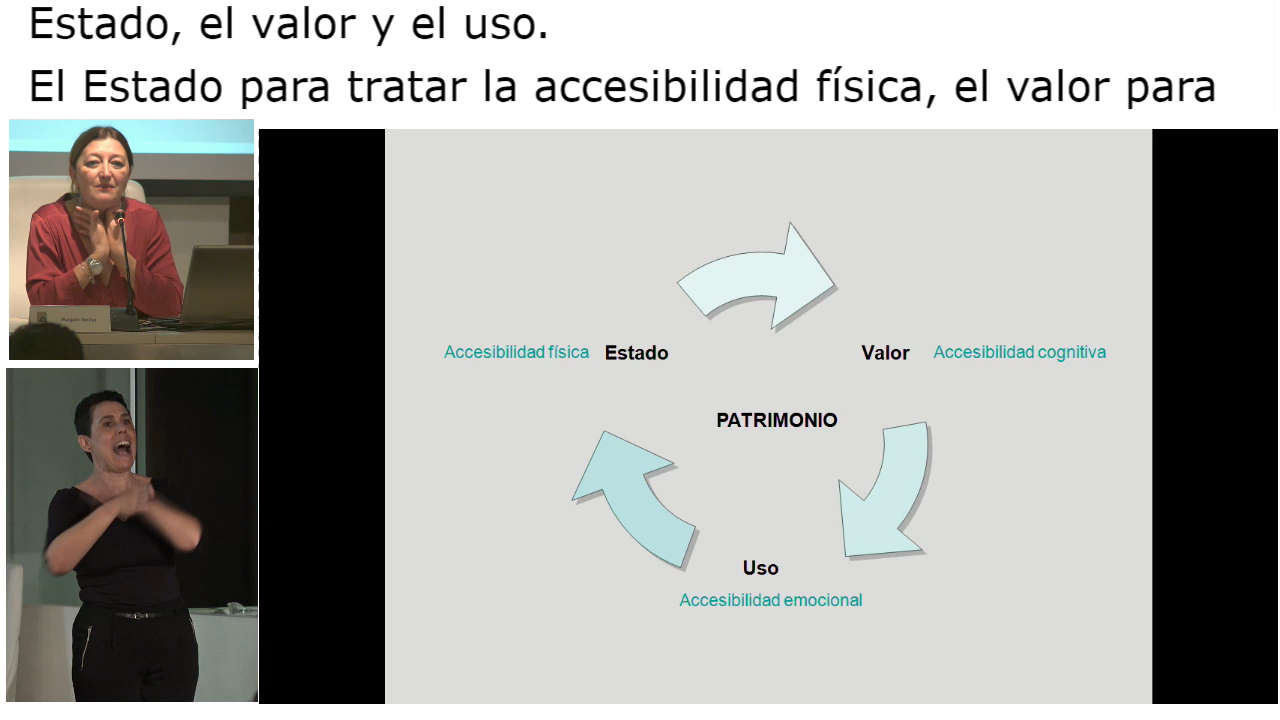 Estado, el valor y el uso.
El Estado para tratar la accesibilidad física, el valor para
Accesibilidad física Estado
Valor Accesibilidad cognitiva
PATRIMONIO
Uso
Accesibilidad emocional